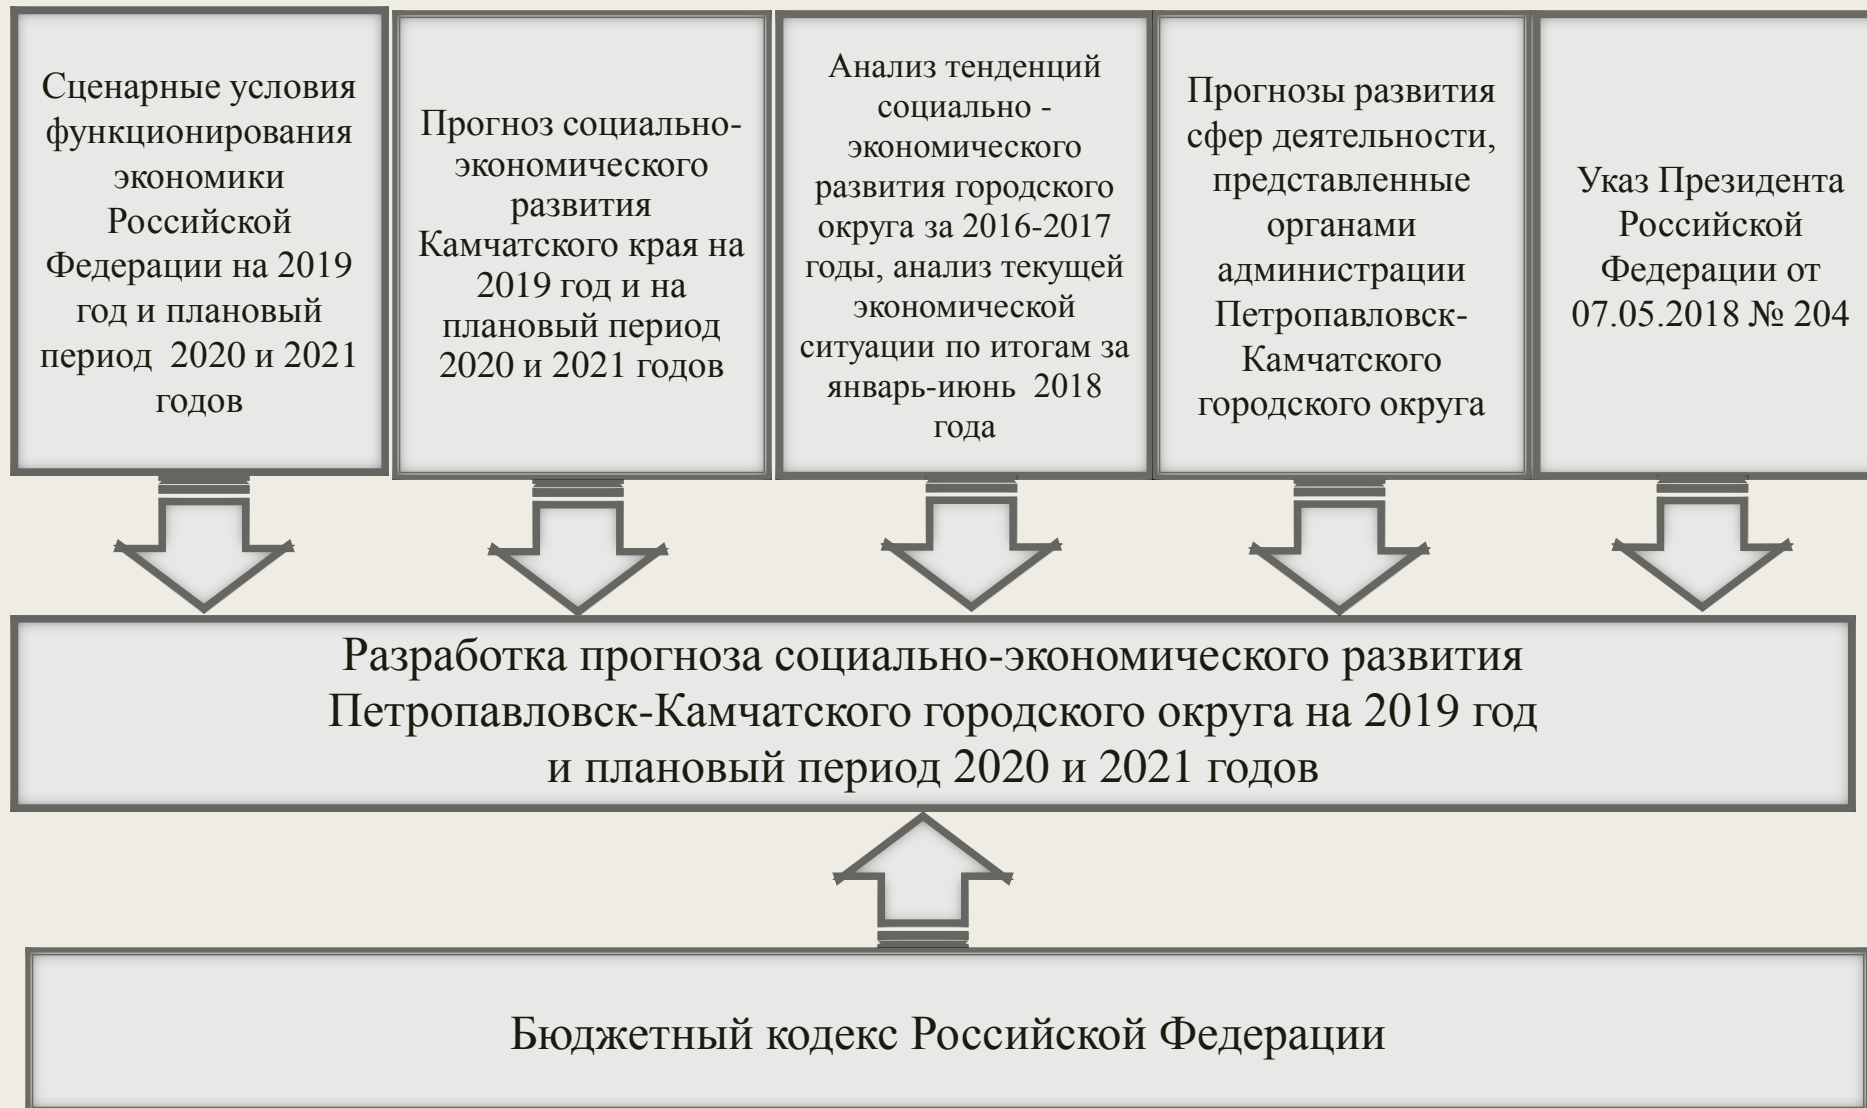 Сценарные условия
функционирования
экономики
Российской
Федерации на 2019
год и плановый
период 2020 и 2021
годов
Прогноз социально-
экономического
развития
Камчатского края на
2019 год и на
плановый период
2020 и 2021 годов
Анализ тенденций
социально -
экономического
развития городского
округа за 2016-2017
годы, анализ текущей
экономической
ситуации по итогам за
январь-июнь 2018
года
Прогнозы развития
сфер деятельности,
представленные
органами
администрации
Петропавловск-
Камчатского
городского округа
Указ Президента
Российской
Федерации от
07.05.2018 № 204
Разработка прогноза социально-экономического развития
Петропавловск-Камчатского городского округа на 2019 год
и плановый период 2020 и 2021 годов
Бюджетный кодекс Российской Федерации